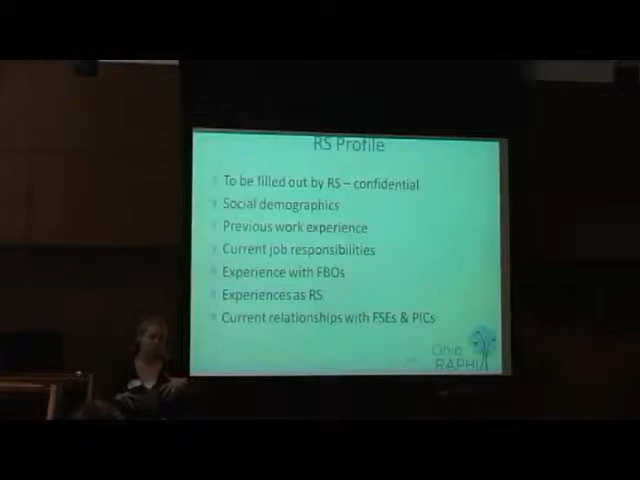 RS Profile
To be filled out by RS – confidential
Social demographics
Previous work experience
Current job responsibilities
Experience with FBOs
Experiences as RS
Current relationships with FSEs & PICs
Ohio
RAPHI